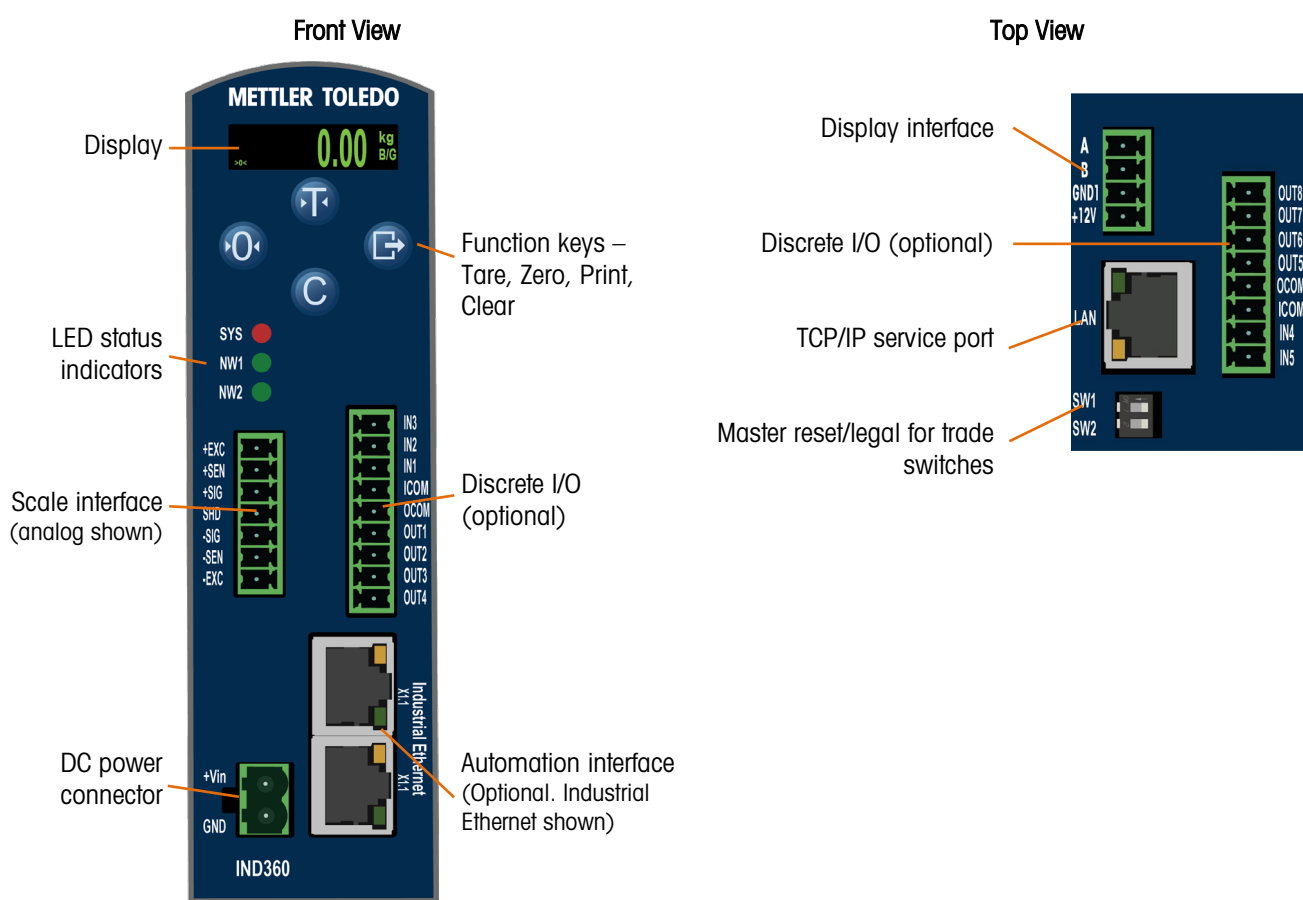 Front View
METTLER TOLEDO
Display
0.00
kg
B/G
>0<
T
0
C
Function keys –
Tare, Zero, Print,
Clear
LED status
indicators
SYS
NW1
NW2
+EXC
+SEN
+SIG
SHD
-SIG
-SEN
-EXC
Scale interface
(analog shown)
IN3
IN2
IN1
ICOM
OCOM
OUT1
OUT2
OUT3
OUT4
Discrete I/O
(optional)
X1.1
Industrial Ethernet
X1.1
DC power
connector
+Vin
GND
Automation interface
(Optional. Industrial
Ethernet shown)
IND360
Top View
Display interface
A
B
GND1
+12V
Discrete I/O (optional)
OUT8
OUT7
OUT6
OUT5
OCOM
ICOM
IN4
IN5
TCP/IP service port
LAN
SW1
SW2
Master reset/legal for trade
switches